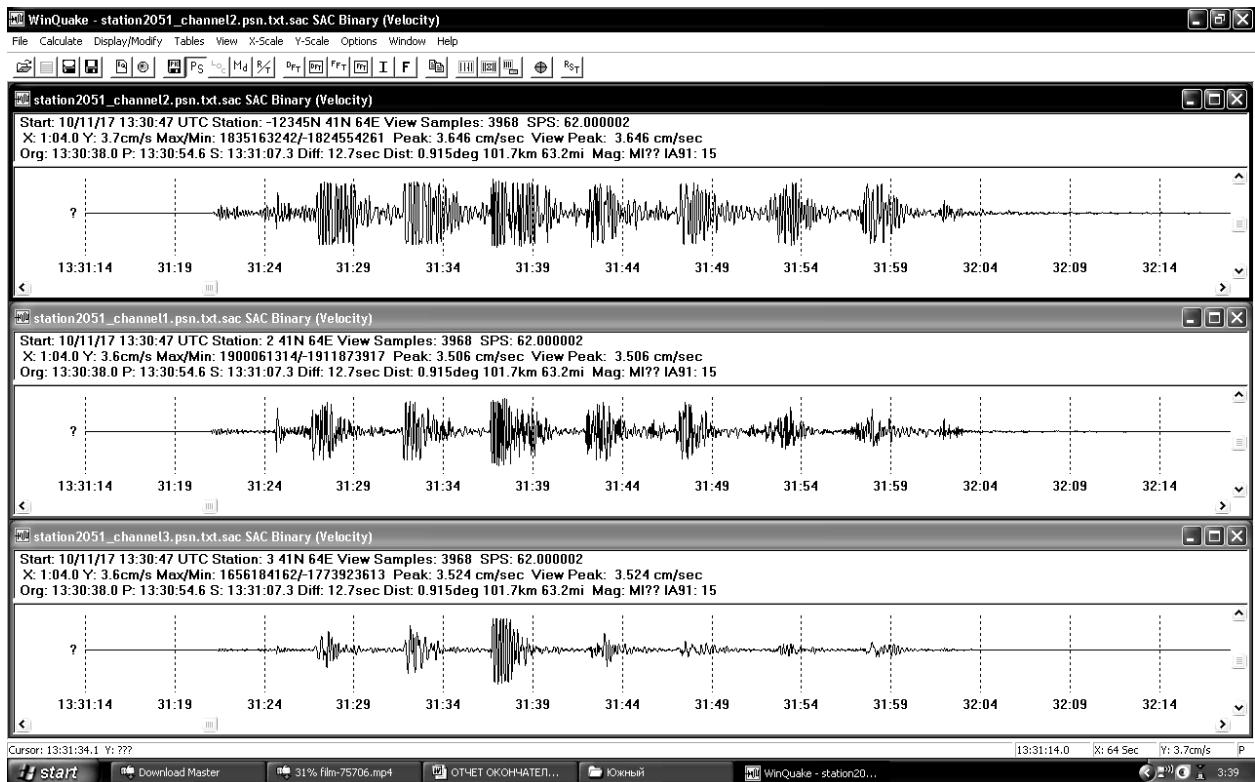 WinQuake - station2051_channel2.psn.txt.sac SAC Binary (Velocity)
File Calculate Display/Modify Tables View X-Scale Y-Scale Options Window Help
station2051_channel2.psn.txt.sac SAC Binary (Velocity)
Start: 10/11/17 13:30:47 UTC Station: -12345N 41N 64E View Samples: 3968 SPS: 62.000002
X: 1:04.0 Y: 3.7cm/s Max/Min: 1835163242/-1824554261 Peak: 3.646 cm/sec View Peak: 3.646 cm/sec
Org: 13:30:38.0 P: 13:30:54.6 S: 13:31:07.3 Diff: 12.7sec Dist: 0.915deg 101.7km 63.2mi Mag: Ml?? IA91: 15
?
13:31:14 31:19 31:24 31:29 31:34 31:39 31:44 31:49 31:54 31:59 32:04 32:09 32:14
station2051_channel1.psn.txt.sac SAC Binary (Velocity)
Start: 10/11/17 13:30:47 UTC Station: 2 41N 64E View Samples: 3968 SPS: 62.000002
X: 1:04.0 Y: 3.6cm/s Max/Min: 1900061314/-1911873917 Peak: 3.506 cm/sec View Peak: 3.506 cm/sec
Org: 13:30:38.0 P: 13:30:54.6 S: 13:31:07.3 Diff: 12.7sec Dist: 0.915deg 101.7km 63.2mi Mag: Ml?? IA91: 15
?
13:31:14 31:19 31:24 31:29 31:34 31:39 31:44 31:49 31:54 31:59 32:04 32:09 32:14
station2051_channel3.psn.txt.sac SAC Binary (Velocity)
Start: 10/11/17 13:30:47 UTC Station: 3 41N 64E View Samples: 3968 SPS: 62.000002
X: 1:04.0 Y: 3.6cm/s Max/Min: 1656184162/-1773923613 Peak: 3.524 cm/sec View Peak: 3.524 cm/sec
Org: 13:30:38.0 P: 13:30:54.6 S: 13:31:07.3 Diff: 12.7sec Dist: 0.915deg 101.7km 63.2mi Mag: Ml?? IA91: 15
?
13:31:14 31:19 31:24 31:29 31:34 31:39 31:44 31:49 31:54 31:59 32:04 32:09 32:14
Cursor: 13:31:34.1 Y: ??? 13:31:14.0 X: 64 Sec Y: 3.7cm/s P
start Download Master 31% film-75706.mp4 ОТЧЕТ ОКОНЧАТЕЛ... Южный WinQuake - station20... 3:39